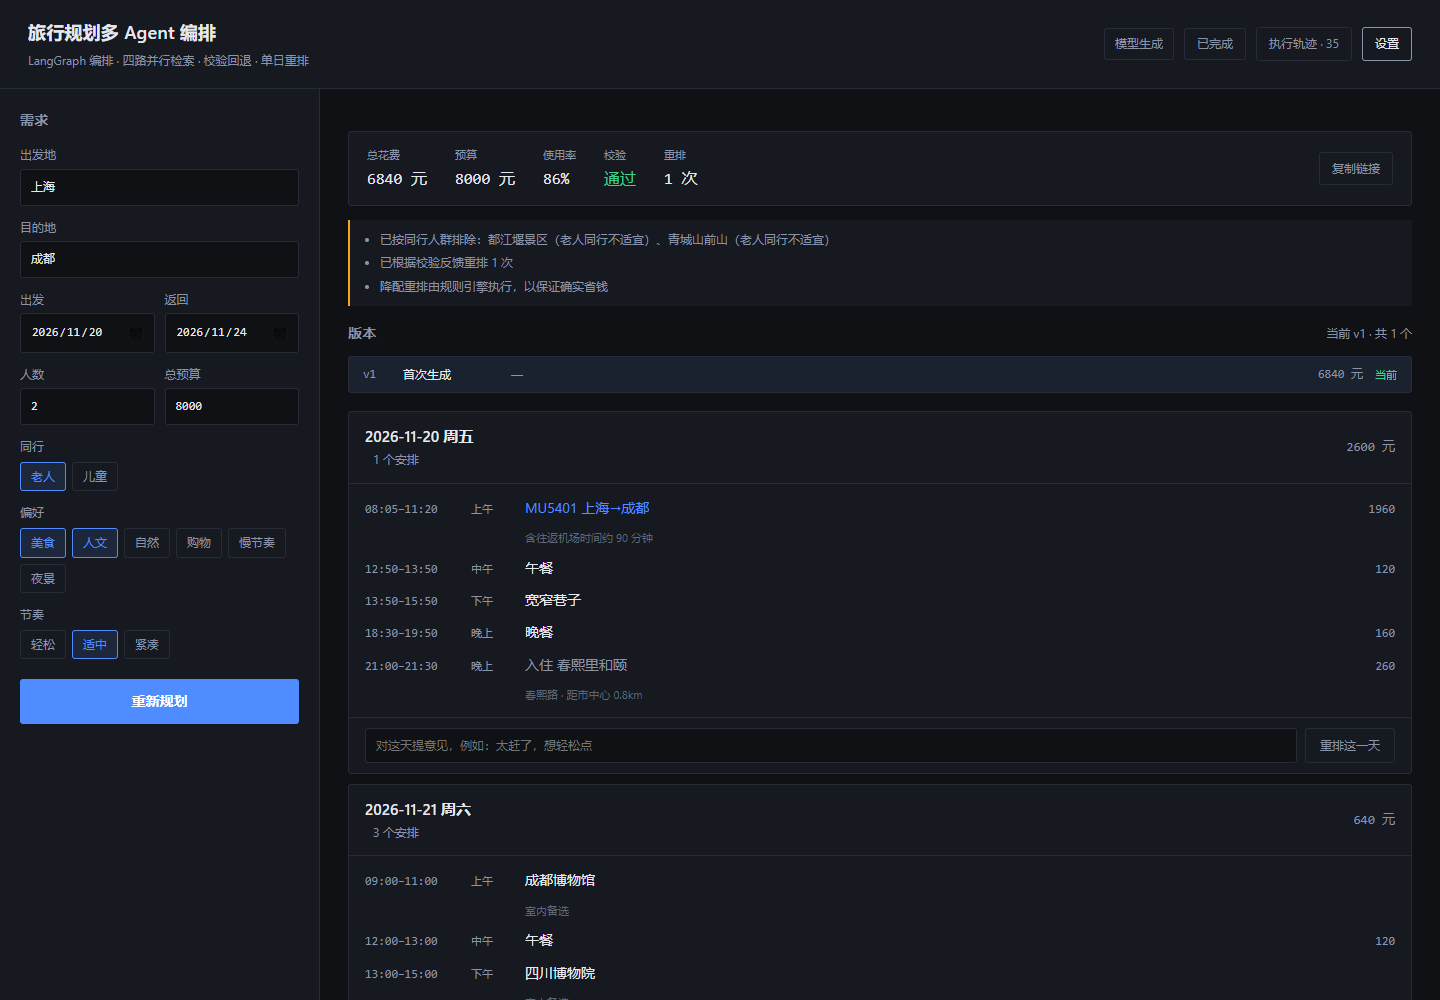 旅行规划多 Agent 编排
LangGraph 编排 · 四路并行检索 · 校验回退 · 单日重排
模型生成
已完成
执行轨迹 · 35
设置
需求
出发地
上海
目的地
成都
出发 返回
2026/11/20 2026/11/24
人数 总预算
2 8000
同行
老人 儿童
偏好
美食 人文 自然 购物 慢节奏
夜景
节奏
轻松 适中 紧凑
重新规划
总花费 预算 使用率 校验 重排
6840 元 8000 元 86% 通过 1 次
复制链接
已按同行人群排除：都江堰景区（老人同行不适宜）、青城山前山（老人同行不适宜）
已根据校验反馈重排 1 次
降配重排由规则引擎执行，以保证确实省钱
版本 当前 v1 · 共 1 个
v1 首次生成 — 6840 元 当前
2026-11-20 周五
1 个安排
2600 元
08:05–11:20 上午 MU5401 上海→成都 1960
含往返机场时间约 90 分钟
12:50–13:50 中午 午餐 120
13:50–15:50 下午 宽窄巷子
18:30–19:50 晚上 晚餐 160
21:00–21:30 晚上 入住 春熙里和颐 260
春熙路 · 距市中心 0.8km
对这天提意见，例如：太赶了，想轻松点
重排这一天
2026-11-21 周六
3 个安排
640 元
09:00–11:00 上午 成都博物馆
室内备选
12:00–13:00 中午 午餐 120
13:00–15:00 下午 四川博物院